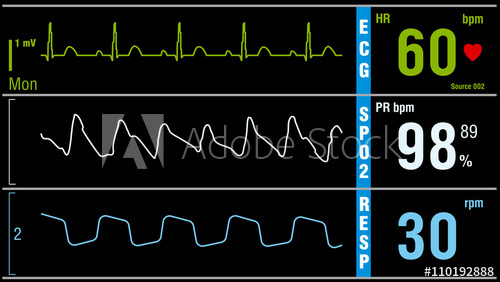 1 mV
Mon
ECG
HR bpm
60
Source 002
SPO2
PR bpm
98 89
%
2
RESP
rpm
30
Adobe Stock
#110192888